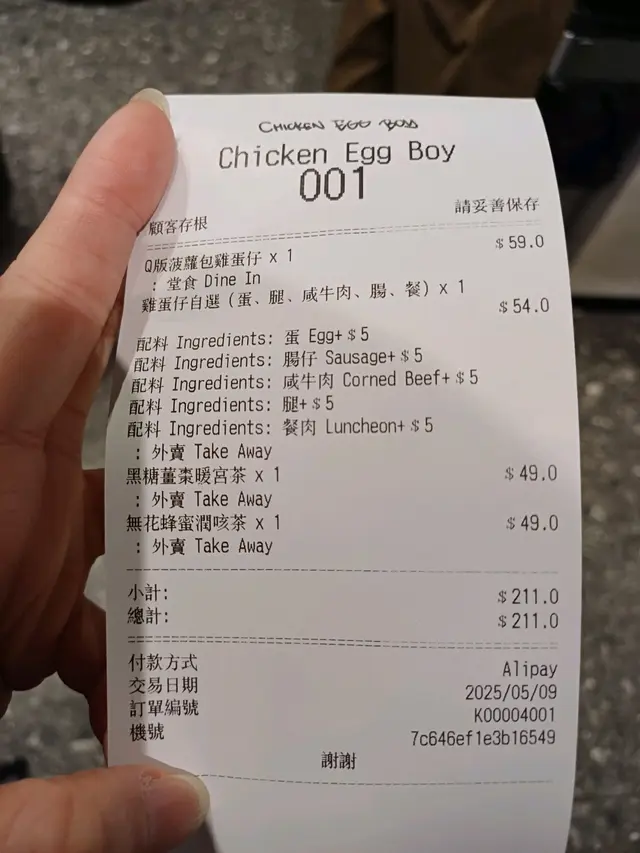 CHICKEN EGG BOY
Chicken Egg Boy
001
顧客存根 請妥善保存
Q版菠蘿包雞蛋仔 x 1 $59.0
: 堂食 Dine In
雞蛋仔自選 (蛋、腿、咸牛肉、腸、餐) x 1 $54.0
配料 Ingredients: 蛋 Egg+$5
配料 Ingredients: 腸仔 Sausage+$5
配料 Ingredients: 咸牛肉 Corned Beef+$5
配料 Ingredients: 腿+$5
配料 Ingredients: 餐肉 Luncheon+$5
: 外賣 Take Away
黑糖薑棗暖宮茶 x 1 $49.0
: 外賣 Take Away
無花蜂蜜潤咳茶 x 1 $49.0
: 外賣 Take Away
小計: $211.0
總計: $211.0
付款方式 Alipay
交易日期 2025/05/09
訂單編號 K00004001
機號 7c646ef1e3b16549
謝謝